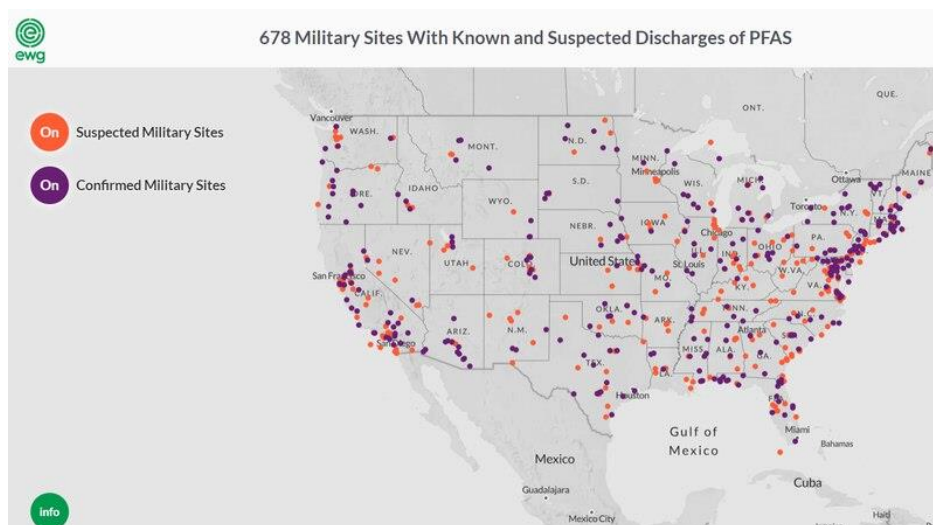 ewg
678 Military Sites With Known and Suspected Discharges of PFAS
On Suspected Military Sites
On Confirmed Military Sites
info
Vancouver
WASH.
MONT.
N.D.
MINN.
Minneapolis
ONT.
QUE.
Ottawa
MAINE
VT.
ORE.
IDAHO
S.D.
WIS.
MICH.
Toronto
N.Y.
WYO.
IOWA
Chicago
NEBR.
PA.
OHIO
NEV.
UTAH
COLO.
United States
ILL.
IND.
St. Louis
MO.
W.VA.
VA.
KY.
San Francisco
CALIF.
San Diego
ARIZ.
N.M.
OKLA.
ARK.
TENN.
N.C.
Atlanta
MISS.
ALA.
GA.
TEX.
LA.
Houston
FLA.
Gulf of
Mexico
Miami
Bahamas
Mexico
Cuba
Guadalajara
Mexico City
Haiti